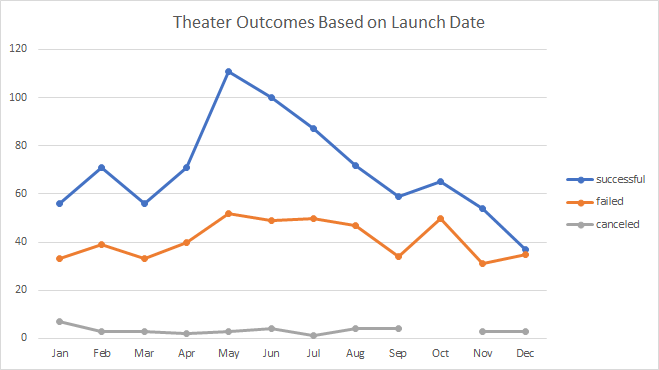 Theater Outcomes Based on Launch Date
120
100
80
60
40
20
0
Jan Feb Mar Apr May Jun Jul Aug Sep Oct Nov Dec
successful
failed
canceled